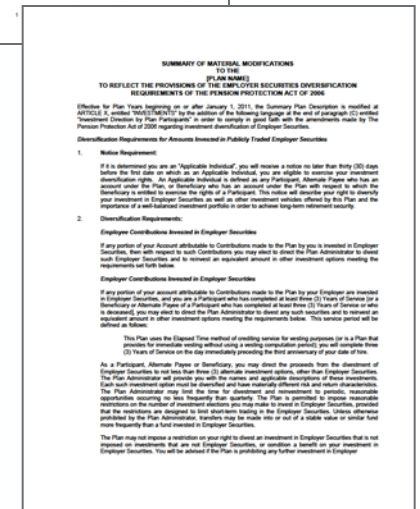 1
SUMMARY OF MATERIAL MODIFICATIONS
TO THE
[PLAN NAME]
TO REFLECT THE PROVISIONS OF THE EMPLOYER SECURITIES DIVERSIFICATION
REQUIREMENTS OF THE PENSION PROTECTION ACT OF 2006
Effective for Plan Years beginning on or after January 1, 2011, the Summary Plan Description is modified at
ARTICLE X, entitled "INVESTMENTS" by the addition of the following language at the end of paragraph (C) entitled
"Investment Direction by Plan Participants" in order to comply in good faith with the amendments made by The
Pension Protection Act of 2006 regarding investment diversification of Employer Securities.
Diversification Requirements for Amounts Invested in Publicly Traded Employer Securities
1. Notice Requirement:
If it is determined you are an "Applicable Individual", you will receive a notice no later than thirty (30) days
before the first date on which as an Applicable Individual, you are eligible to exercise your investment
diversification rights. An Applicable Individual is defined as any Participant, Alternate Payee who has an
account under the Plan, or Beneficiary who has an account under the Plan with respect to which the
Beneficiary is entitled to exercise the rights of a Participant. This notice will describe your right to diversify
your investment in Employer Securities as well as other investment vehicles offered by this Plan and the
importance of a well-balanced investment portfolio in order to achieve long-term retirement security.
2. Diversification Requirements:
Employee Contributions Invested in Employer Securities
If any portion of your Account attributable to Contributions made to the Plan by you is invested in Employer
Securities, then with respect to such Contributions you may elect to direct the Plan Administrator to divest
such Employer Securities and to reinvest an equivalent amount in other investment options meeting the
requirements set forth below.
Employer Contributions Invested in Employer Securities
If any portion of your account attributable to Contributions made to the Plan by your Employer are invested
in Employer Securities, and you are a Participant who has completed at least three (3) Years of Service [or a
Beneficiary or Alternate Payee of a Participant who has completed at least three (3) Years of Service or who
is deceased], you may elect to direct the Plan Administrator to divest any such securities and to reinvest an
equivalent amount in other investment options meeting the requirements below. This service period will be
defined as follows:
This Plan uses the Elapsed Time method of crediting service for vesting purposes (or is a Plan that
provides for immediate vesting without using a vesting computation period); you will complete three
(3) Years of Service on the day immediately preceding the third anniversary of your date of hire.
As a Participant, Alternate Payee or Beneficiary, you may direct the proceeds from the divestment of
Employer Securities to not less than three (3) alternate investment options, other than Employer Securities.
The Plan Administrator will provide you with the names and applicable descriptions of these investments.
Each such investment option must be diversified and have materially different risk and return characteristics.
The Plan Administrator may limit the time for divestment and reinvestment to periodic, reasonable
opportunities occurring no less frequently than quarterly. The Plan is permitted to impose reasonable
restrictions on the number of investment elections you may make to invest in Employer Securities, provided
that the restrictions are designed to limit short-term trading in the Employer Securities. Unless otherwise
prohibited by the Plan Administrator, transfers may be made into or out of a stable value or similar fund
more frequently than a fund invested in Employer Securities.
The Plan may not impose a restriction on your right to divest an investment in Employer Securities that is not
imposed on investments that are not Employer Securities, or condition a benefit on your investment in
Employer Securities. You will be advised if the Plan is prohibiting any further investment in Employer